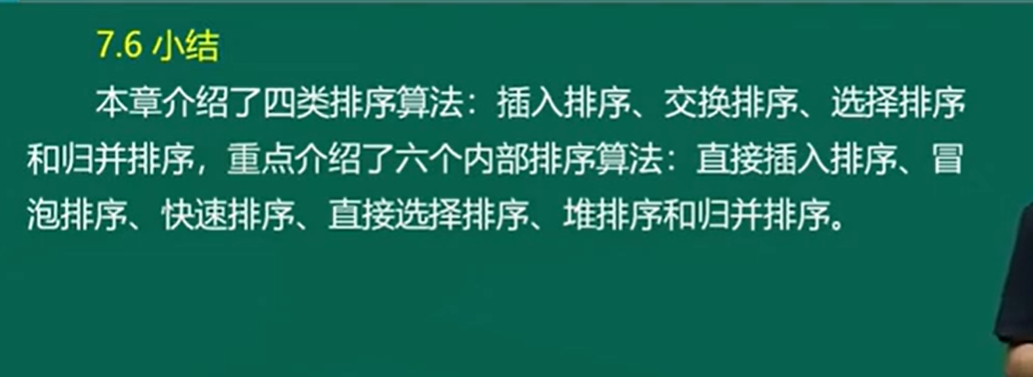 7.6 小结
本章介绍了四类排序算法：插入排序、交换排序、选择排序
和归并排序，重点介绍了六个内部排序算法：直接插入排序、冒
泡排序、快速排序、直接选择排序、堆排序和归并排序。